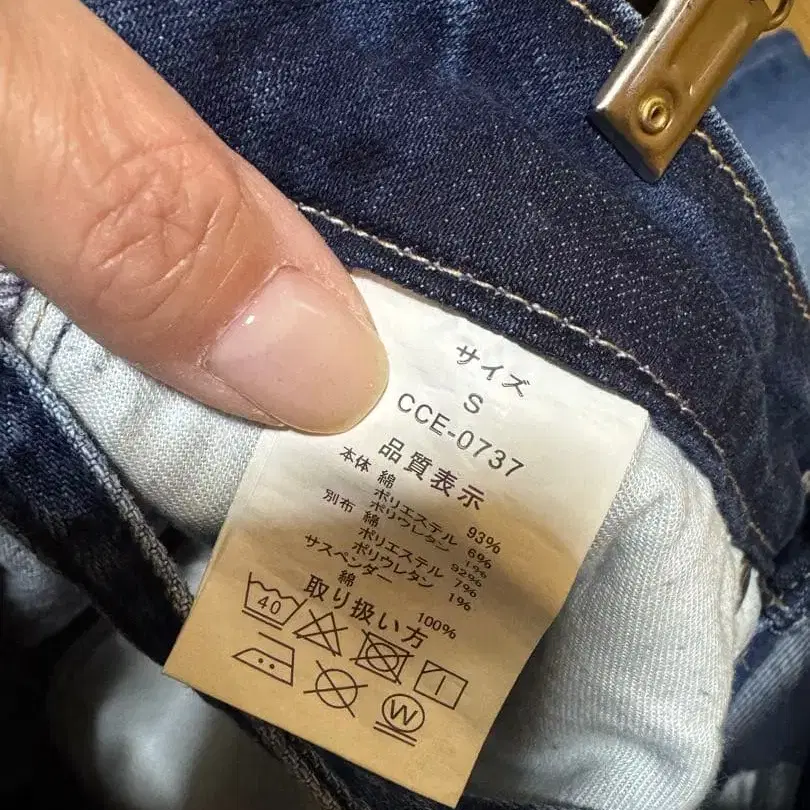 サイズ
S
CCE-0737
品質表示
本体 綿 93%
ポリエステル 6%
ポリウレタン 1%
別布 綿 92%
ポリエステル 7%
ポリウレタン 1%
サスペンダー
綿 100%
取り扱い方
40
W